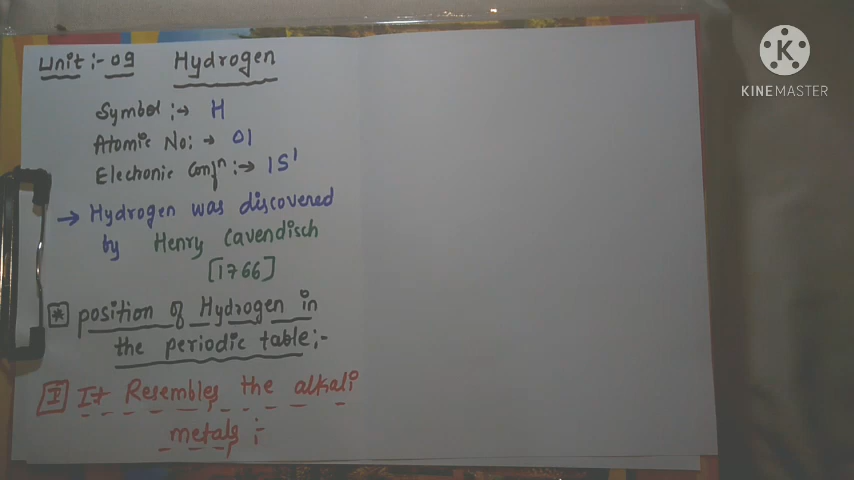 Unit :- 09 Hydrogen
Symbol :→ H
Atomic No: → 01
Electronic Confⁿ :→ 1S¹
→ Hydrogen was discovered
by Henry Cavendisch
[1766]
* position of Hydrogen in
the periodic table :-
I It Resembles the alkali
metals :-
K
KINEMASTER